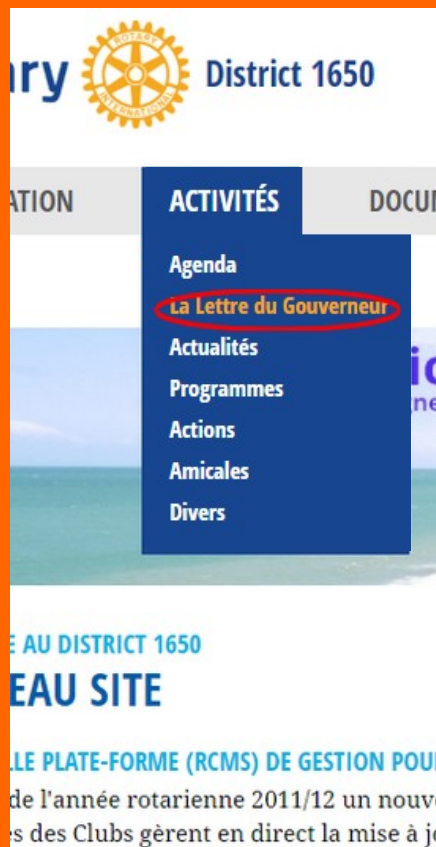 ry
ROTARY INTERNATIONAL
District 1650
ATION ACTIVITÉS DOCU
Agenda
La Lettre du Gouverneur
Actualités
Programmes
Actions
Amicales
Divers
AU DISTRICT 1650
EAU SITE
LE PLATE-FORME (RCMS) DE GESTION POU
de l'année rotarienne 2011/12 un nouv
s des Clubs gèrent en direct la mise à j